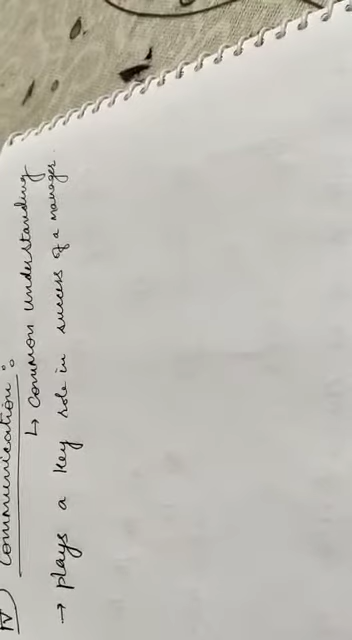 IV) Communication :
↳ Common understanding
→ plays a key role in success of a manager.